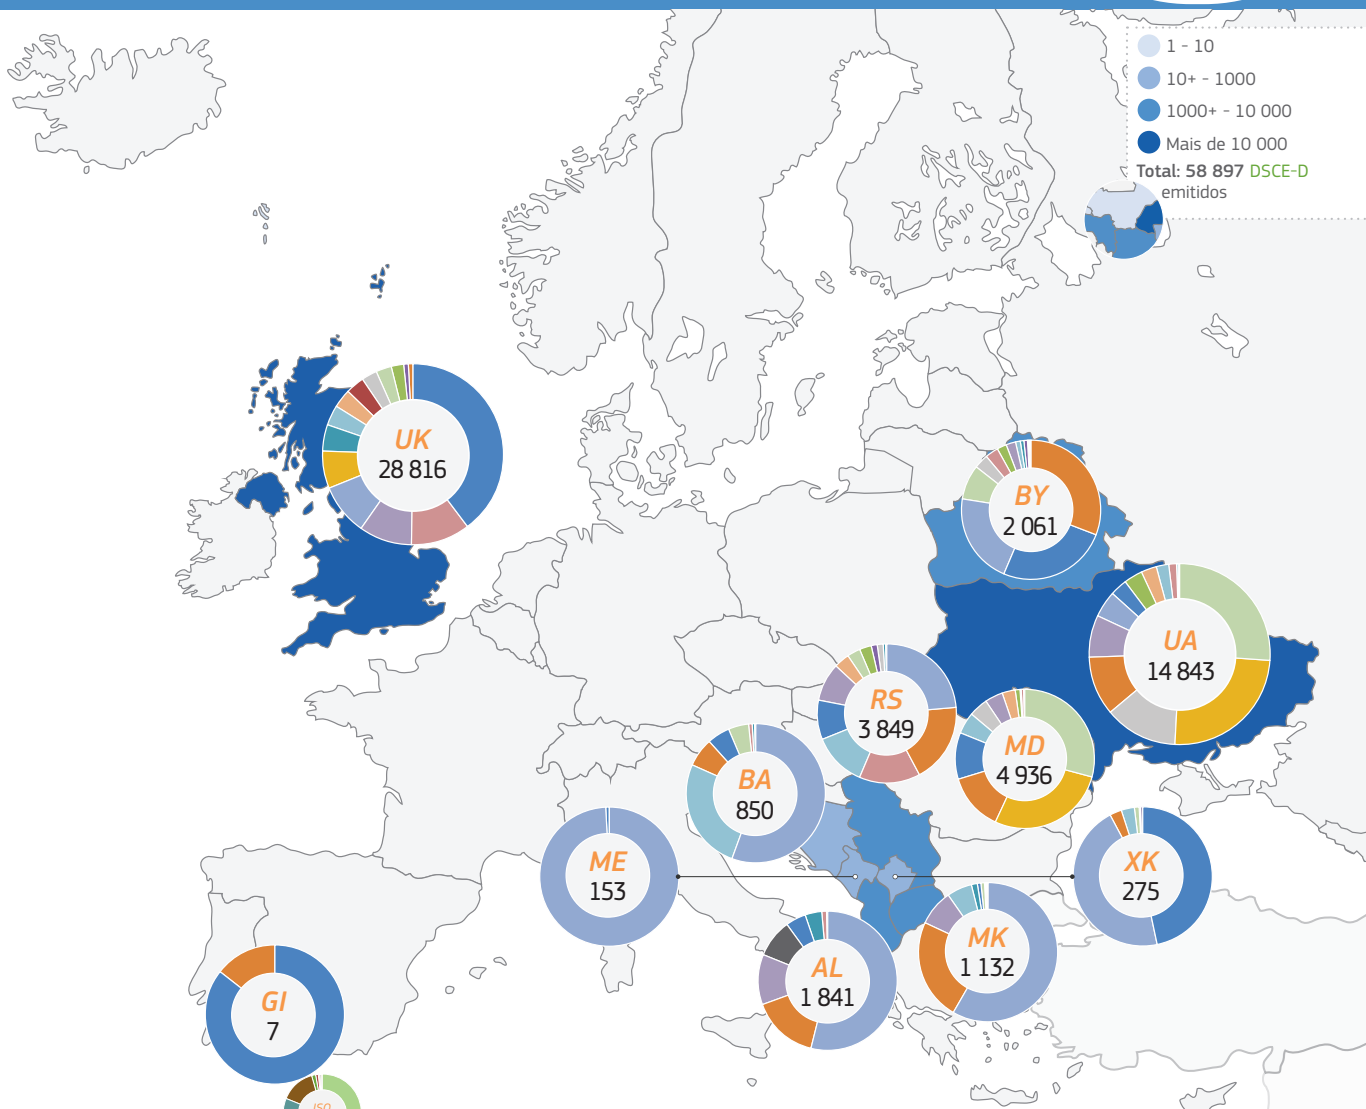 1 - 10
10+ - 1000
1000+ - 10 000
Mais de 10 000
Total: 58 897 DSCE-D
emitidos
UK
28 816
BY
2 061
UA
14 843
RS
3 849
MD
4 936
BA
850
ME
153
XK
275
MK
1 132
AL
1 841
GI
7
ISO